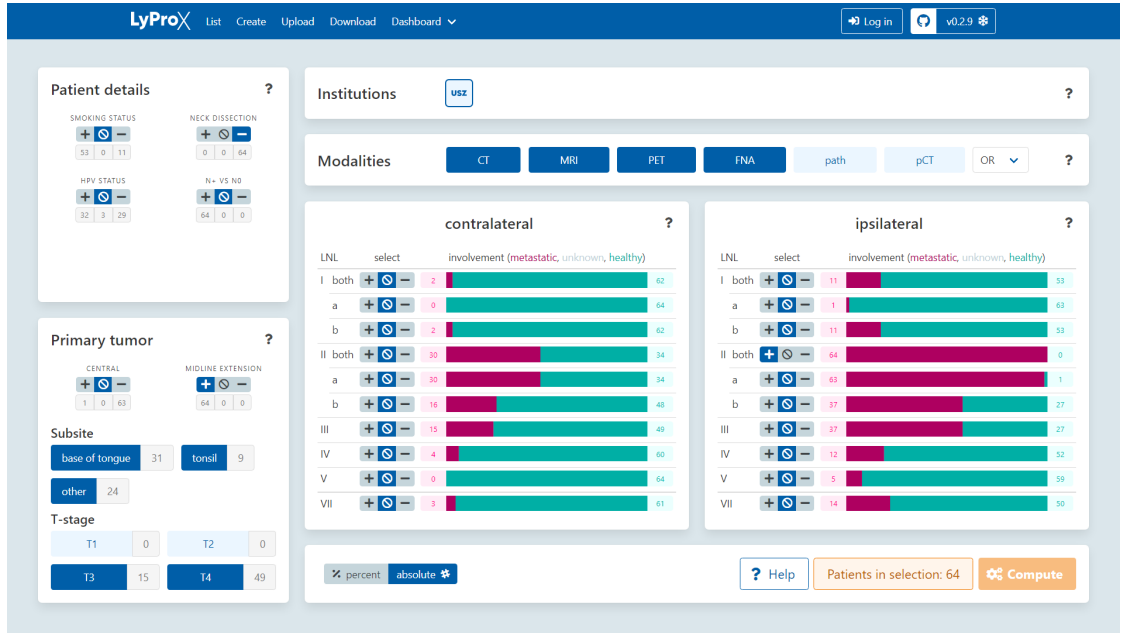 LyProX List Create Upload Download Dashboard Log in v0.2.9
Patient details ?
SMOKING STATUS NECK DISSECTION
53 0 11 0 0 64
HPV STATUS N+ VS N0
32 3 29 64 0 0
Primary tumor ?
CENTRAL MIDLINE EXTENSION
1 0 63 64 0 0
Subsite
base of tongue 31 tonsil 9
other 24
T-stage
T1 0 T2 0
T3 15 T4 49
Institutions USZ ?
Modalities CT MRI PET FNA path pCT OR ?
contralateral ?
LNL select involvement (metastatic, unknown, healthy)
I both 2 62
a 0 64
b 2 62
II both 30 34
a 30 34
b 16 48
III 15 49
IV 4 60
V 0 64
VII 3 61
ipsilateral ?
LNL select involvement (metastatic, unknown, healthy)
I both 11 53
a 1 63
b 11 53
II both 64 0
a 63 1
b 37 27
III 37 27
IV 12 52
V 5 59
VII 14 50
% percent absolute ? Help Patients in selection: 64 Compute